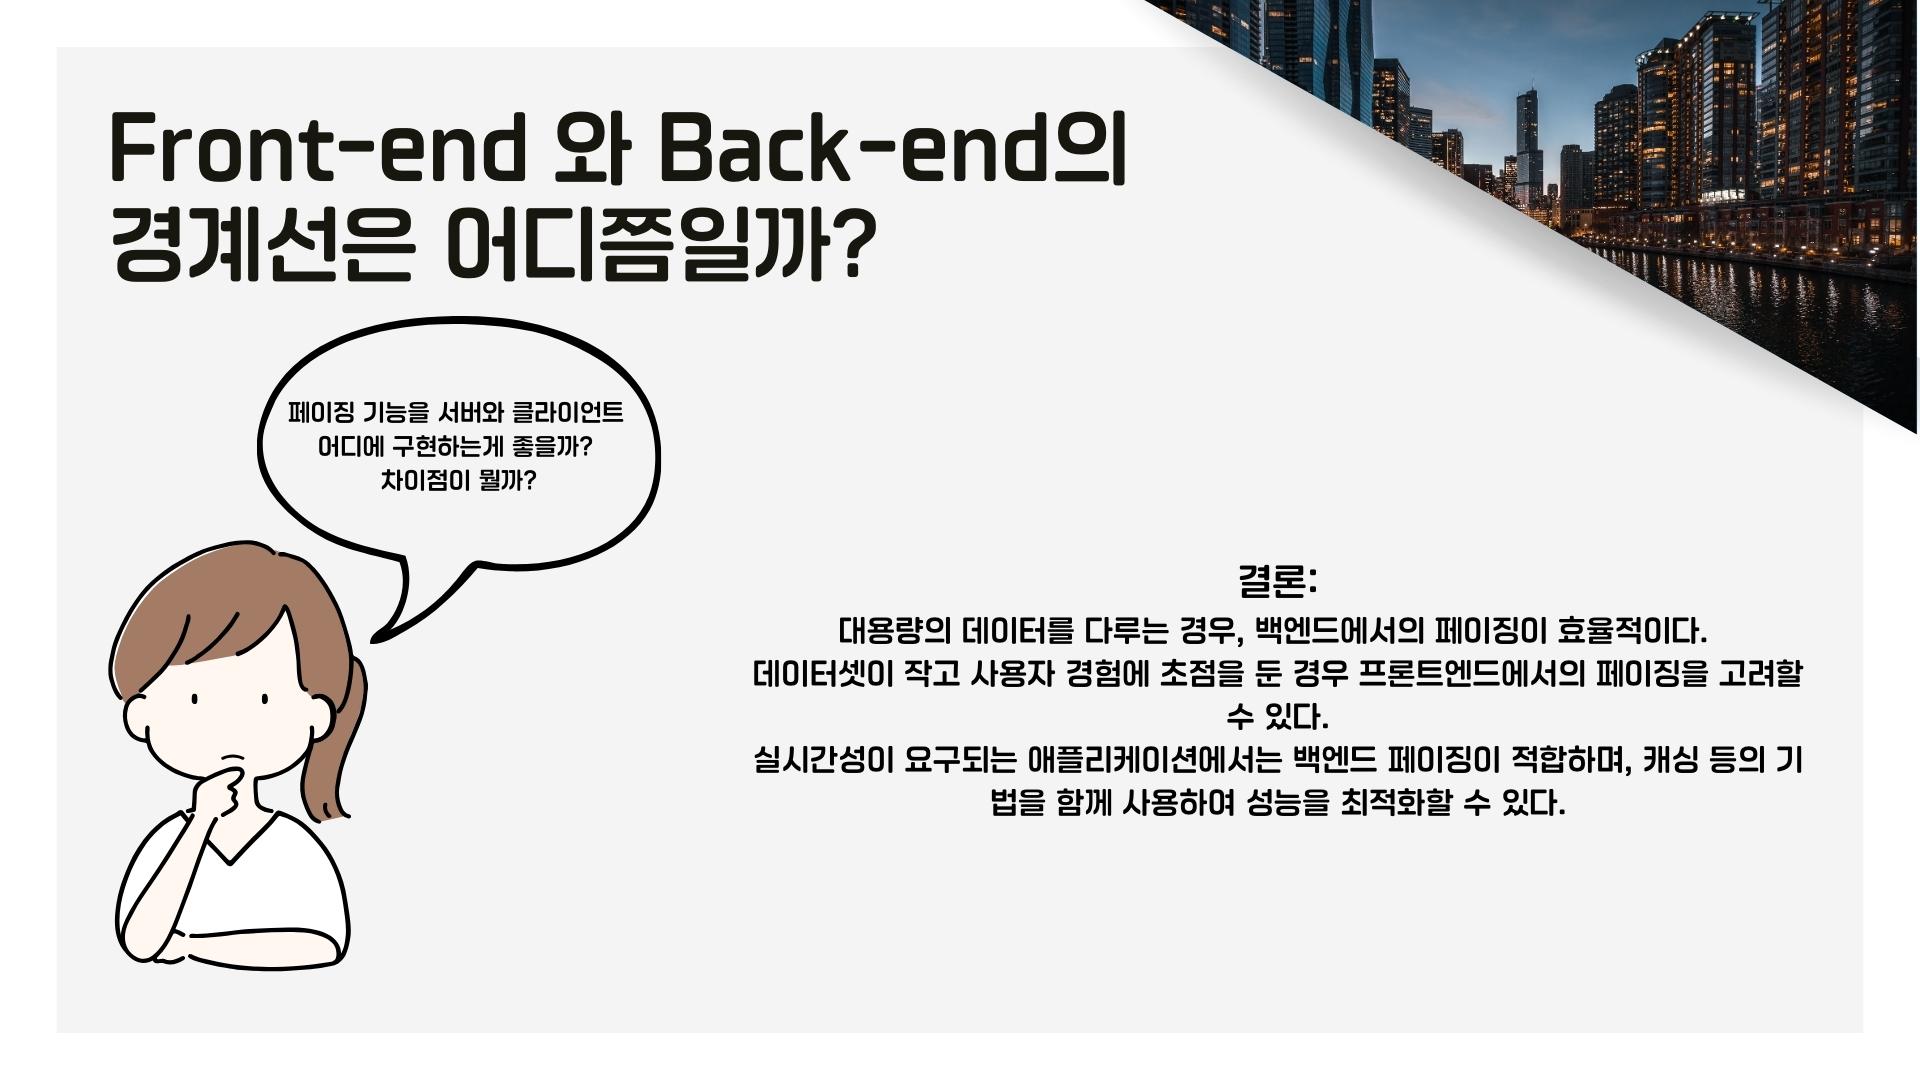 Front-end 와 Back-end의
경계선은 어디쯤일까?
페이징 기능을 서버와 클라이언트
어디에 구현하는게 좋을까?
차이점이 뭘까?
결론:
대용량의 데이터를 다루는 경우, 백엔드에서의 페이징이 효율적이다.
데이터셋이 작고 사용자 경험에 초점을 둔 경우 프론트엔드에서의 페이징을 고려할
수 있다.
실시간성이 요구되는 애플리케이션에서는 백엔드 페이징이 적합하며, 캐싱 등의 기
법을 함께 사용하여 성능을 최적화할 수 있다.